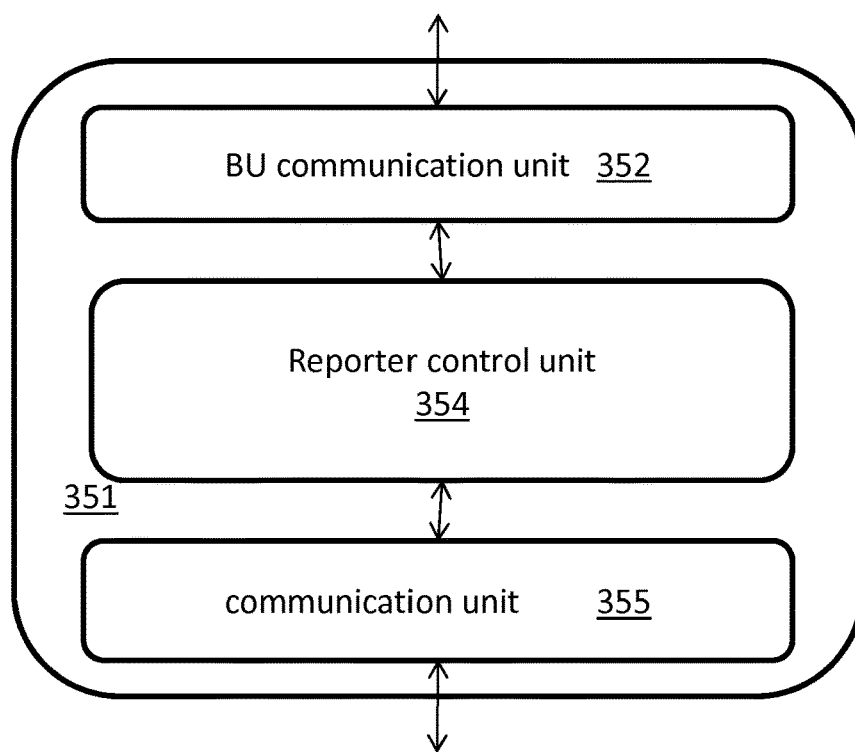 BU communication unit 352
Reporter control unit
354
351
communication unit 355